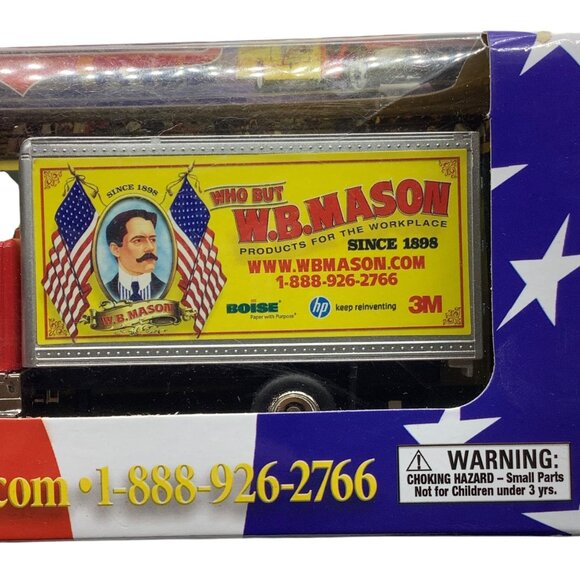 SINCE 1898
W.B. MASON
WHO BUT
W.B. MASON
PRODUCTS FOR THE WORKPLACE
SINCE 1898
WWW.WBMASON.COM
1-888-926-2766
BOISE
Paper with Purpose
hp keep reinventing
3M
.com • 1-888-926-2766
WARNING:
CHOKING HAZARD – Small Parts
Not for Children under 3 yrs.